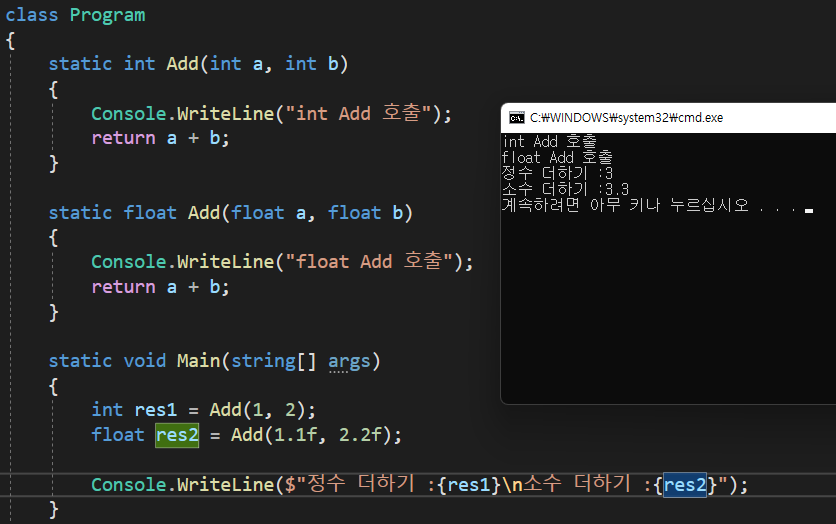 class Program
{
    static int Add(int a, int b)
    {
        Console.WriteLine("int Add 호출");
        return a + b;
    }

    static float Add(float a, float b)
    {
        Console.WriteLine("float Add 호출");
        return a + b;
    }

    static void Main(string[] args)
    {
        int res1 = Add(1, 2);
        float res2 = Add(1.1f, 2.2f);

        Console.WriteLine($"정수 더하기 :{res1}\n소수 더하기 :{res2}");
    }
C:\. C:₩WINDOWS₩system32₩cmd.exe
int Add 호출
float Add 호출
정수 더하기 :3
소수 더하기 :3.3
계속하려면 아무 키나 누르십시오 . . .